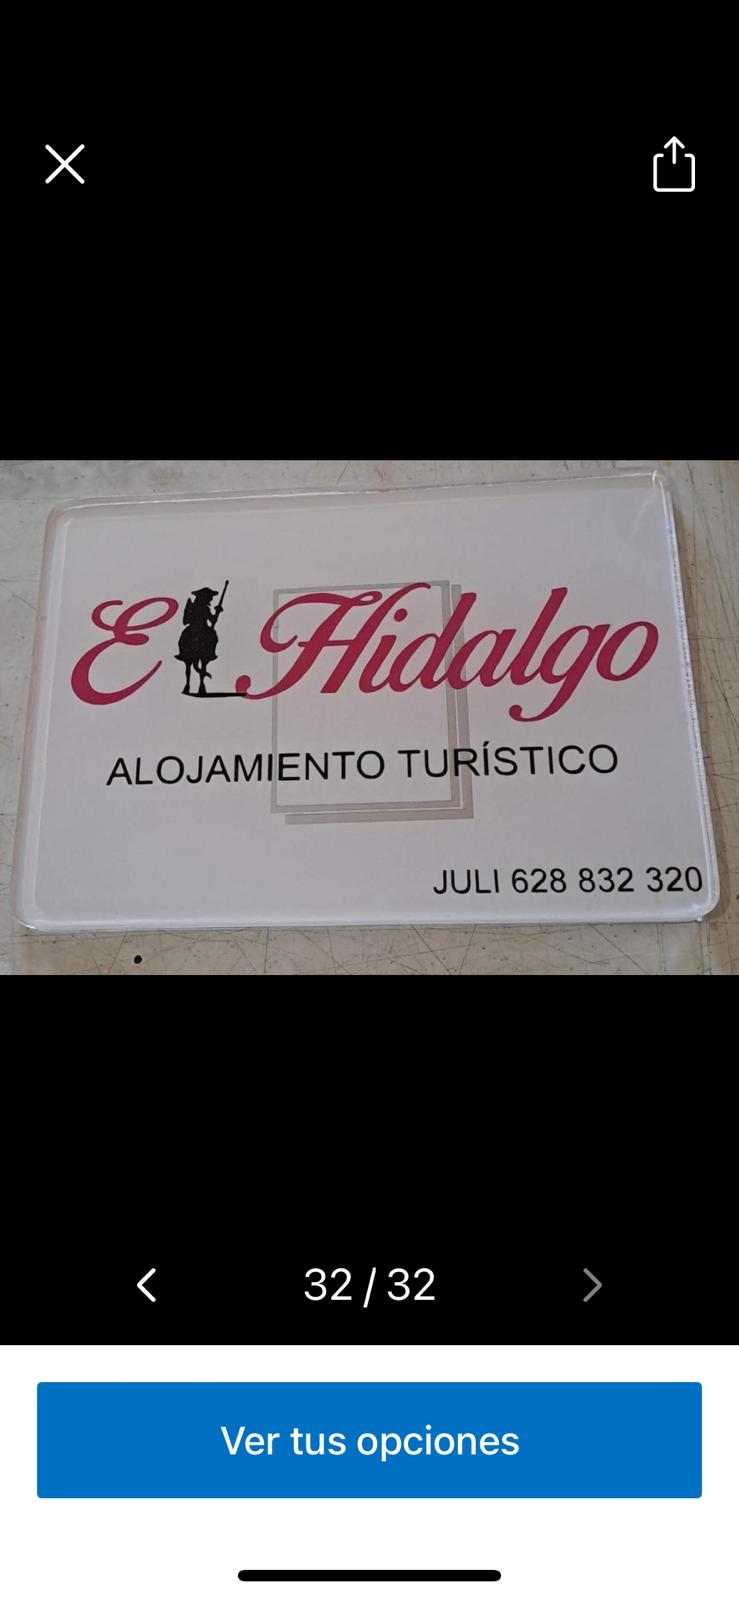 El Hidalgo
ALOJAMIENTO TURÍSTICO
JULI 628 832 320
32 / 32
Ver tus opciones